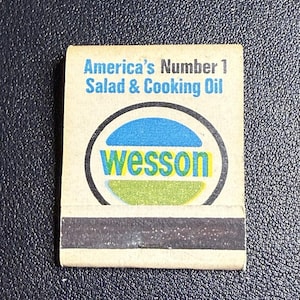 America's Number 1
Salad & Cooking Oil
wesson